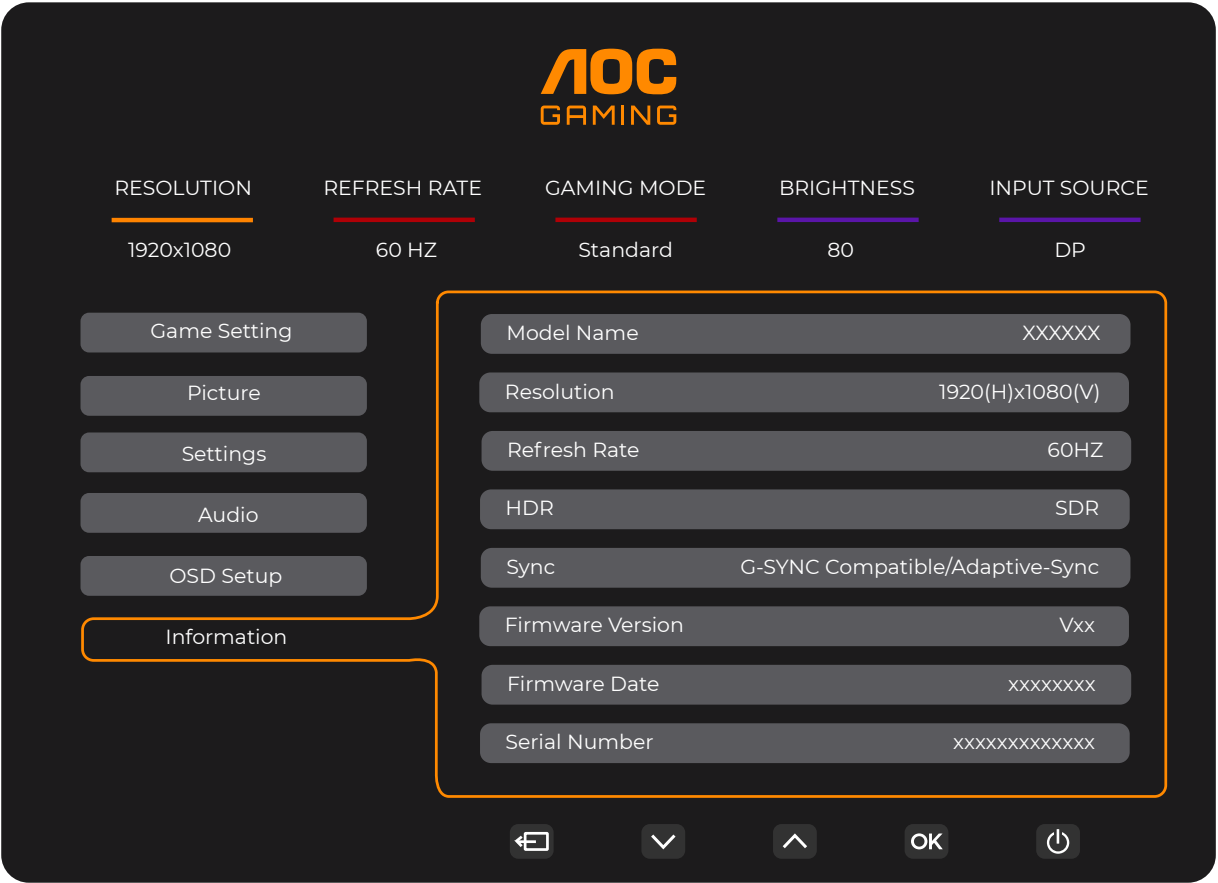 AOC
GAMING
RESOLUTION REFRESH RATE GAMING MODE BRIGHTNESS INPUT SOURCE
1920x1080 60 HZ Standard 80 DP
Game Setting
Picture
Settings
Audio
OSD Setup
Information
Model Name XXXXXX
Resolution 1920(H)x1080(V)
Refresh Rate 60HZ
HDR SDR
Sync G-SYNC Compatible/Adaptive-Sync
Firmware Version Vxx
Firmware Date xxxxxxxx
Serial Number xxxxxxxxxxxxx
OK